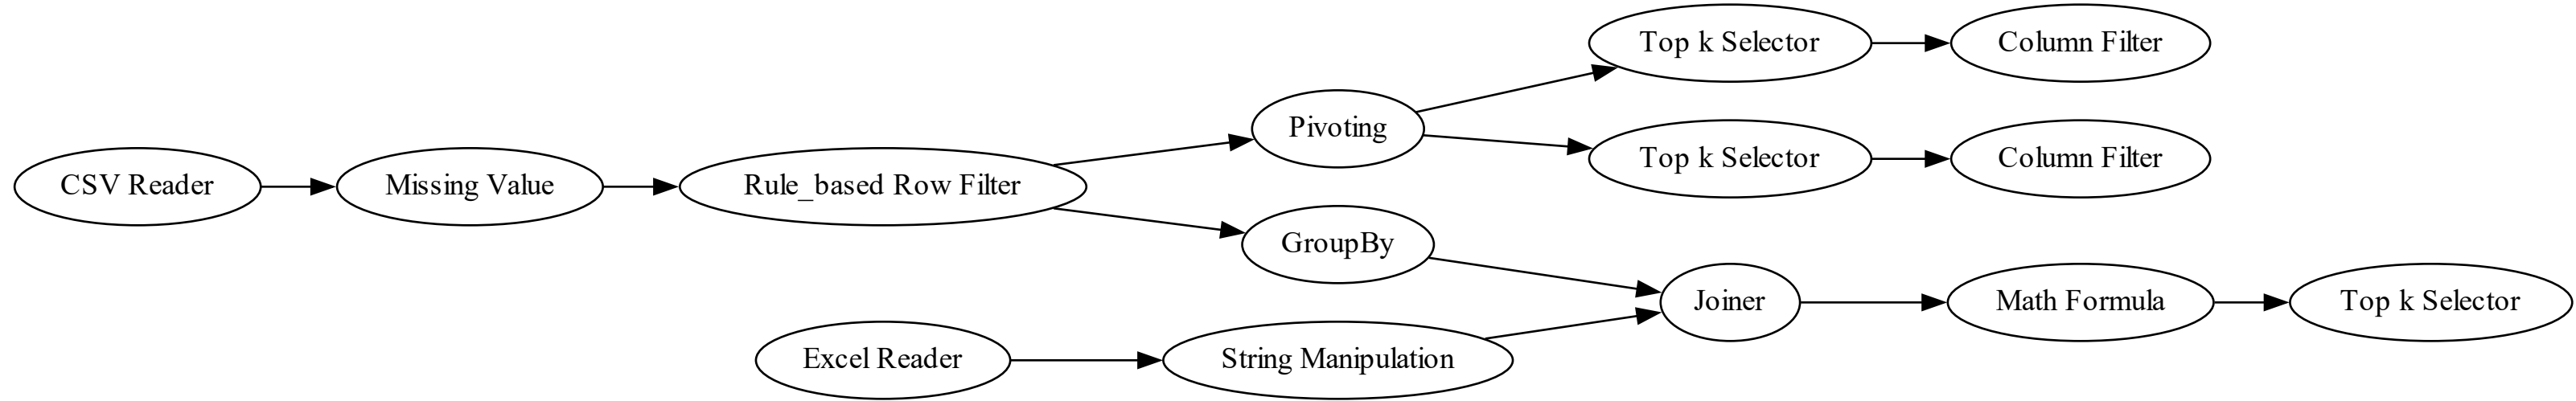 Top k Selector
Column Filter
Pivoting
Top k Selector
Column Filter
CSV Reader
Missing Value
Rule_based Row Filter
GroupBy
Joiner
Math Formula
Top k Selector
Excel Reader
String Manipulation